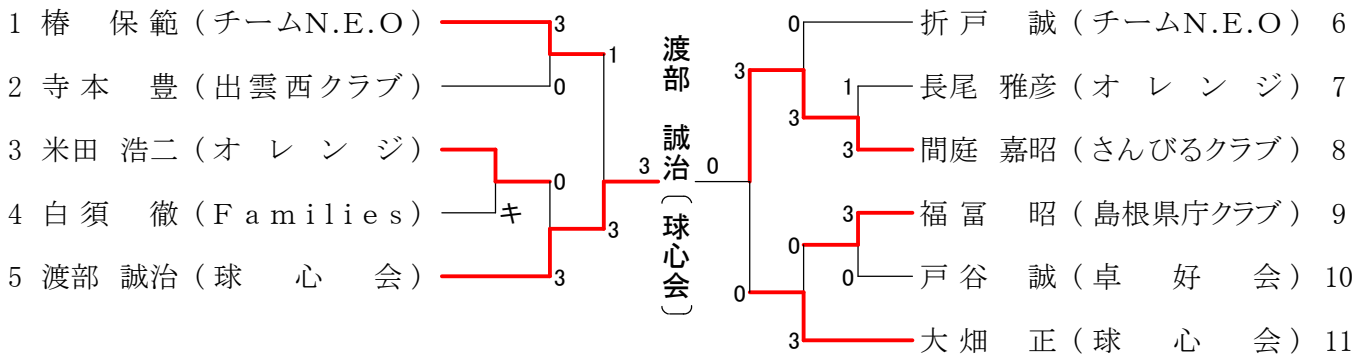 1 椿 保範 (チームN.E.O)
2 寺本 豊 (出雲西クラブ)
3 米田 浩二 (オレンジ)
4 白須 徹 (Families)
5 渡部 誠治 (球心会)
3
0
1
0
キ
3
3
3
渡部 誠治 (球心会)
0
3
0
0
3
1
3
0
3
3
0
折戸 誠 (チームN.E.O) 6
長尾 雅彦 (オレンジ) 7
間庭 嘉昭 (さんびるクラブ) 8
福冨 昭 (島根県庁クラブ) 9
戸谷 誠 (卓好会) 10
大畑 正 (球心会) 11